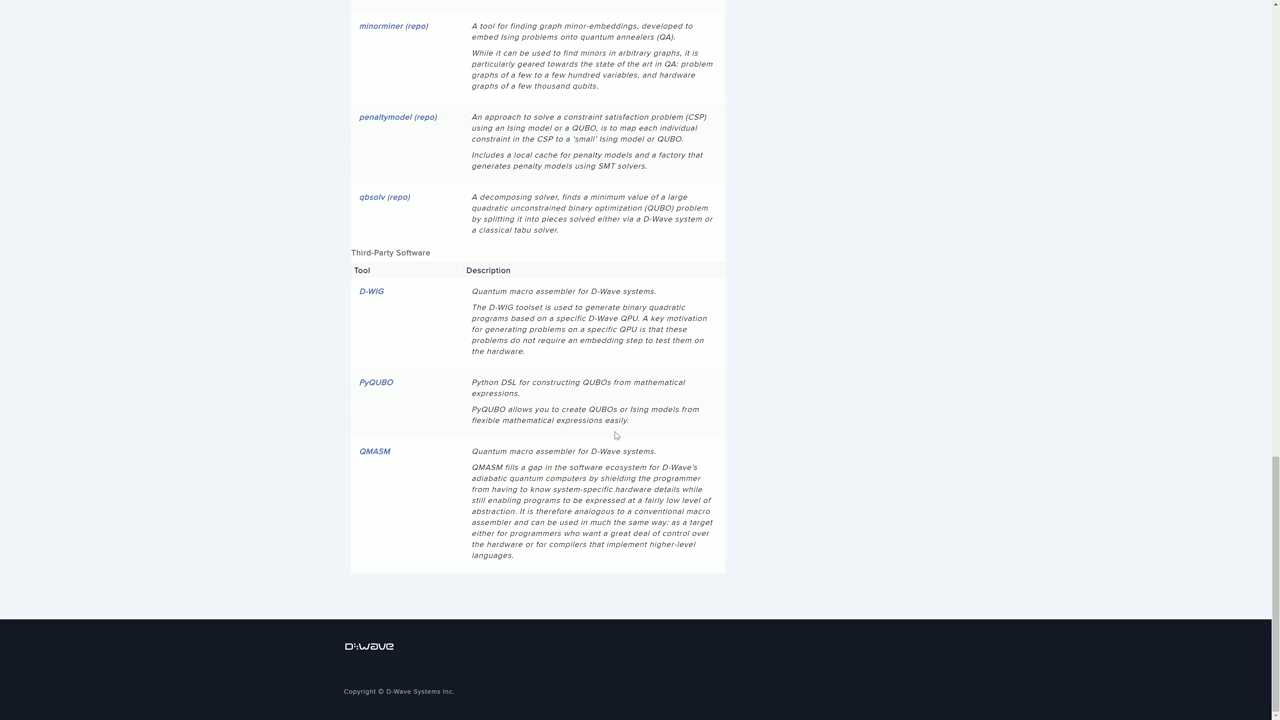 minorminer (repo)
A tool for finding graph minor-embeddings, developed to
embed Ising problems onto quantum annealers (QA).
While it can be used to find minors in arbitrary graphs, it is
particularly geared towards the state of the art in QA: problem
graphs of a few to a few hundred variables, and hardware
graphs of a few thousand qubits.
penaltymodel (repo)
An approach to solve a constraint satisfaction problem (CSP)
using an Ising model or a QUBO, is to map each individual
constraint in the CSP to a 'small' Ising model or QUBO.
Includes a local cache for penalty models and a factory that
generates penalty models using SMT solvers.
qbsolv (repo)
A decomposing solver, finds a minimum value of a large
quadratic unconstrained binary optimization (QUBO) problem
by splitting it into pieces solved either via a D-Wave system or
a classical tabu solver.
Third-Party Software
Tool Description
D-WIG
Quantum macro assembler for D-Wave systems.
The D-WIG toolset is used to generate binary quadratic
programs based on a specific D-Wave QPU. A key motivation
for generating problems on a specific QPU is that these
problems do not require an embedding step to test them on
the hardware.
PyQUBO
Python DSL for constructing QUBOs from mathematical
expressions.
PyQUBO allows you to create QUBOs or Ising models from
flexible mathematical expressions easily.
QMASM
Quantum macro assembler for D-Wave systems.
QMASM fills a gap in the software ecosystem for D-Wave's
adiabatic quantum computers by shielding the programmer
from having to know system-specific hardware details while
still enabling programs to be expressed at a fairly low level of
abstraction. It is therefore analogous to a conventional macro
assembler and can be used in much the same way: as a target
either for programmers who want a great deal of control over
the hardware or for compilers that implement higher-level
languages.
D:Wave
Copyright © D-Wave Systems Inc.